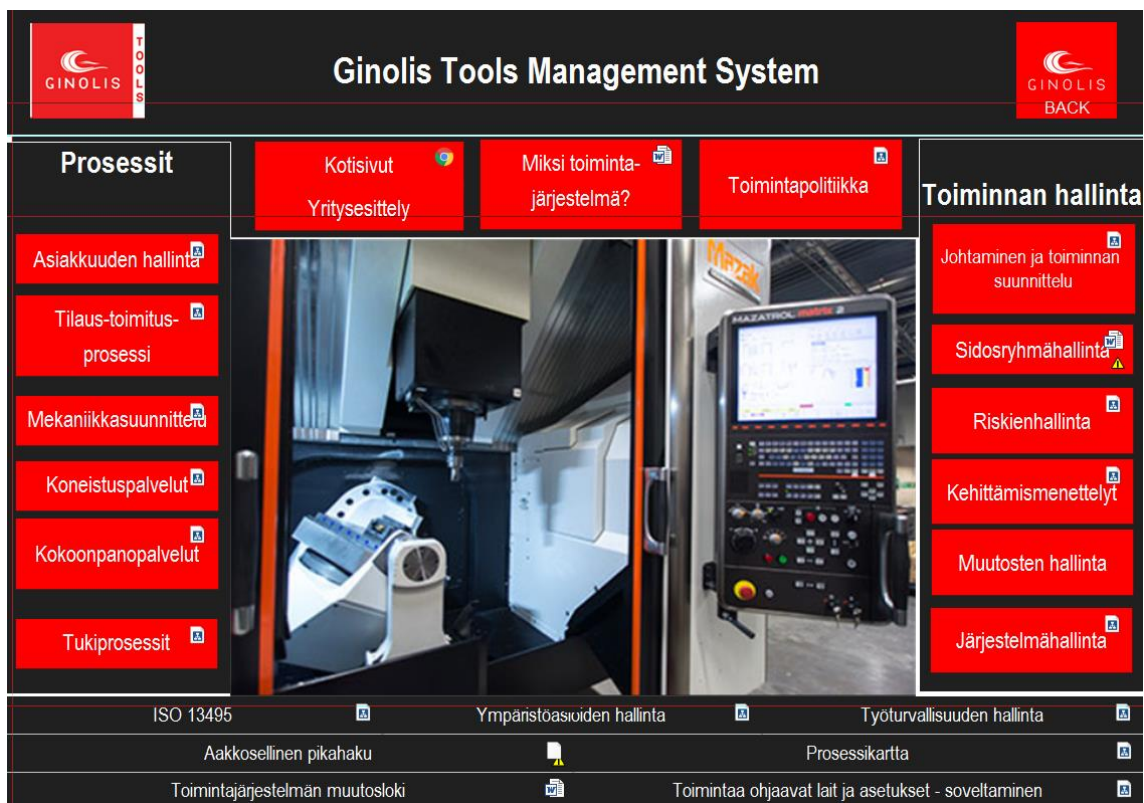 GINOLIS
TOOLS
Ginolis Tools Management System
GINOLIS
BACK
Prosessit
Asiakkuuden hallinta
Tilaus-toimitus-
prosessi
Mekaniikkasuunnittelu
Koneistuspalvelut
Kokoonpanopalvelut
Tukiprosessit
Kotisivut
Yritysesittely
Miksi toiminta-
järjestelmä?
Toimintapolitiikka
Mazak
MAZATROL matrix 2
Toiminnan hallinta
Johtaminen ja toiminnan
suunnittelu
Sidosryhmähallinta
Riskienhallinta
Kehittämismenettelyt
Muutosten hallinta
Järjestelmähallinta
ISO 13495
Ympäristöasioiden hallinta
Työturvallisuuden hallinta
Aakkosellinen pikahaku
Prosessikartta
Toimintajärjestelmän muutosloki
Toimintaa ohjaavat lait ja asetukset - soveltaminen